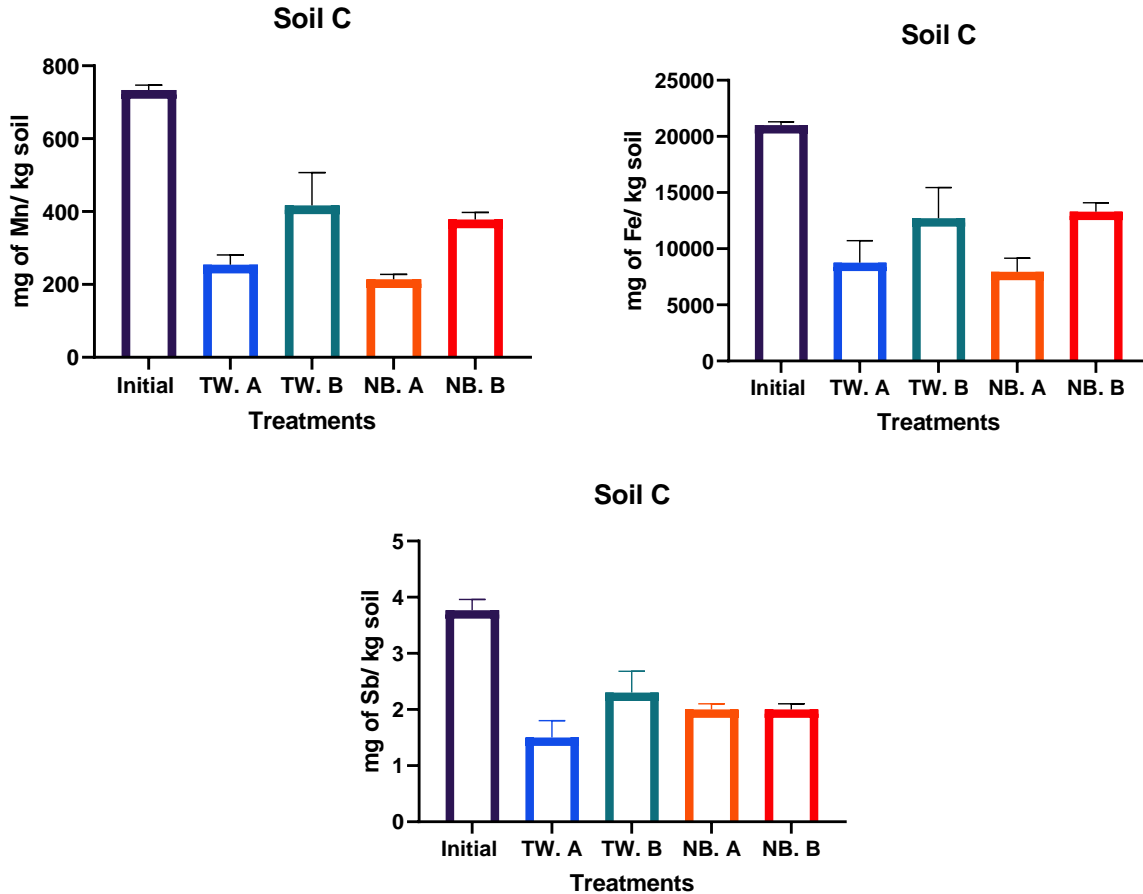 Soil C
mg of Mn/ kg soil
800
600
400
200
0
Initial TW. A TW. B NB. A NB. B
Treatments
Soil C
mg of Fe/ kg soil
25000
20000
15000
10000
5000
0
Initial TW. A TW. B NB. A NB. B
Treatments
Soil C
mg of Sb/ kg soil
5
4
3
2
1
0
Initial TW. A TW. B NB. A NB. B
Treatments